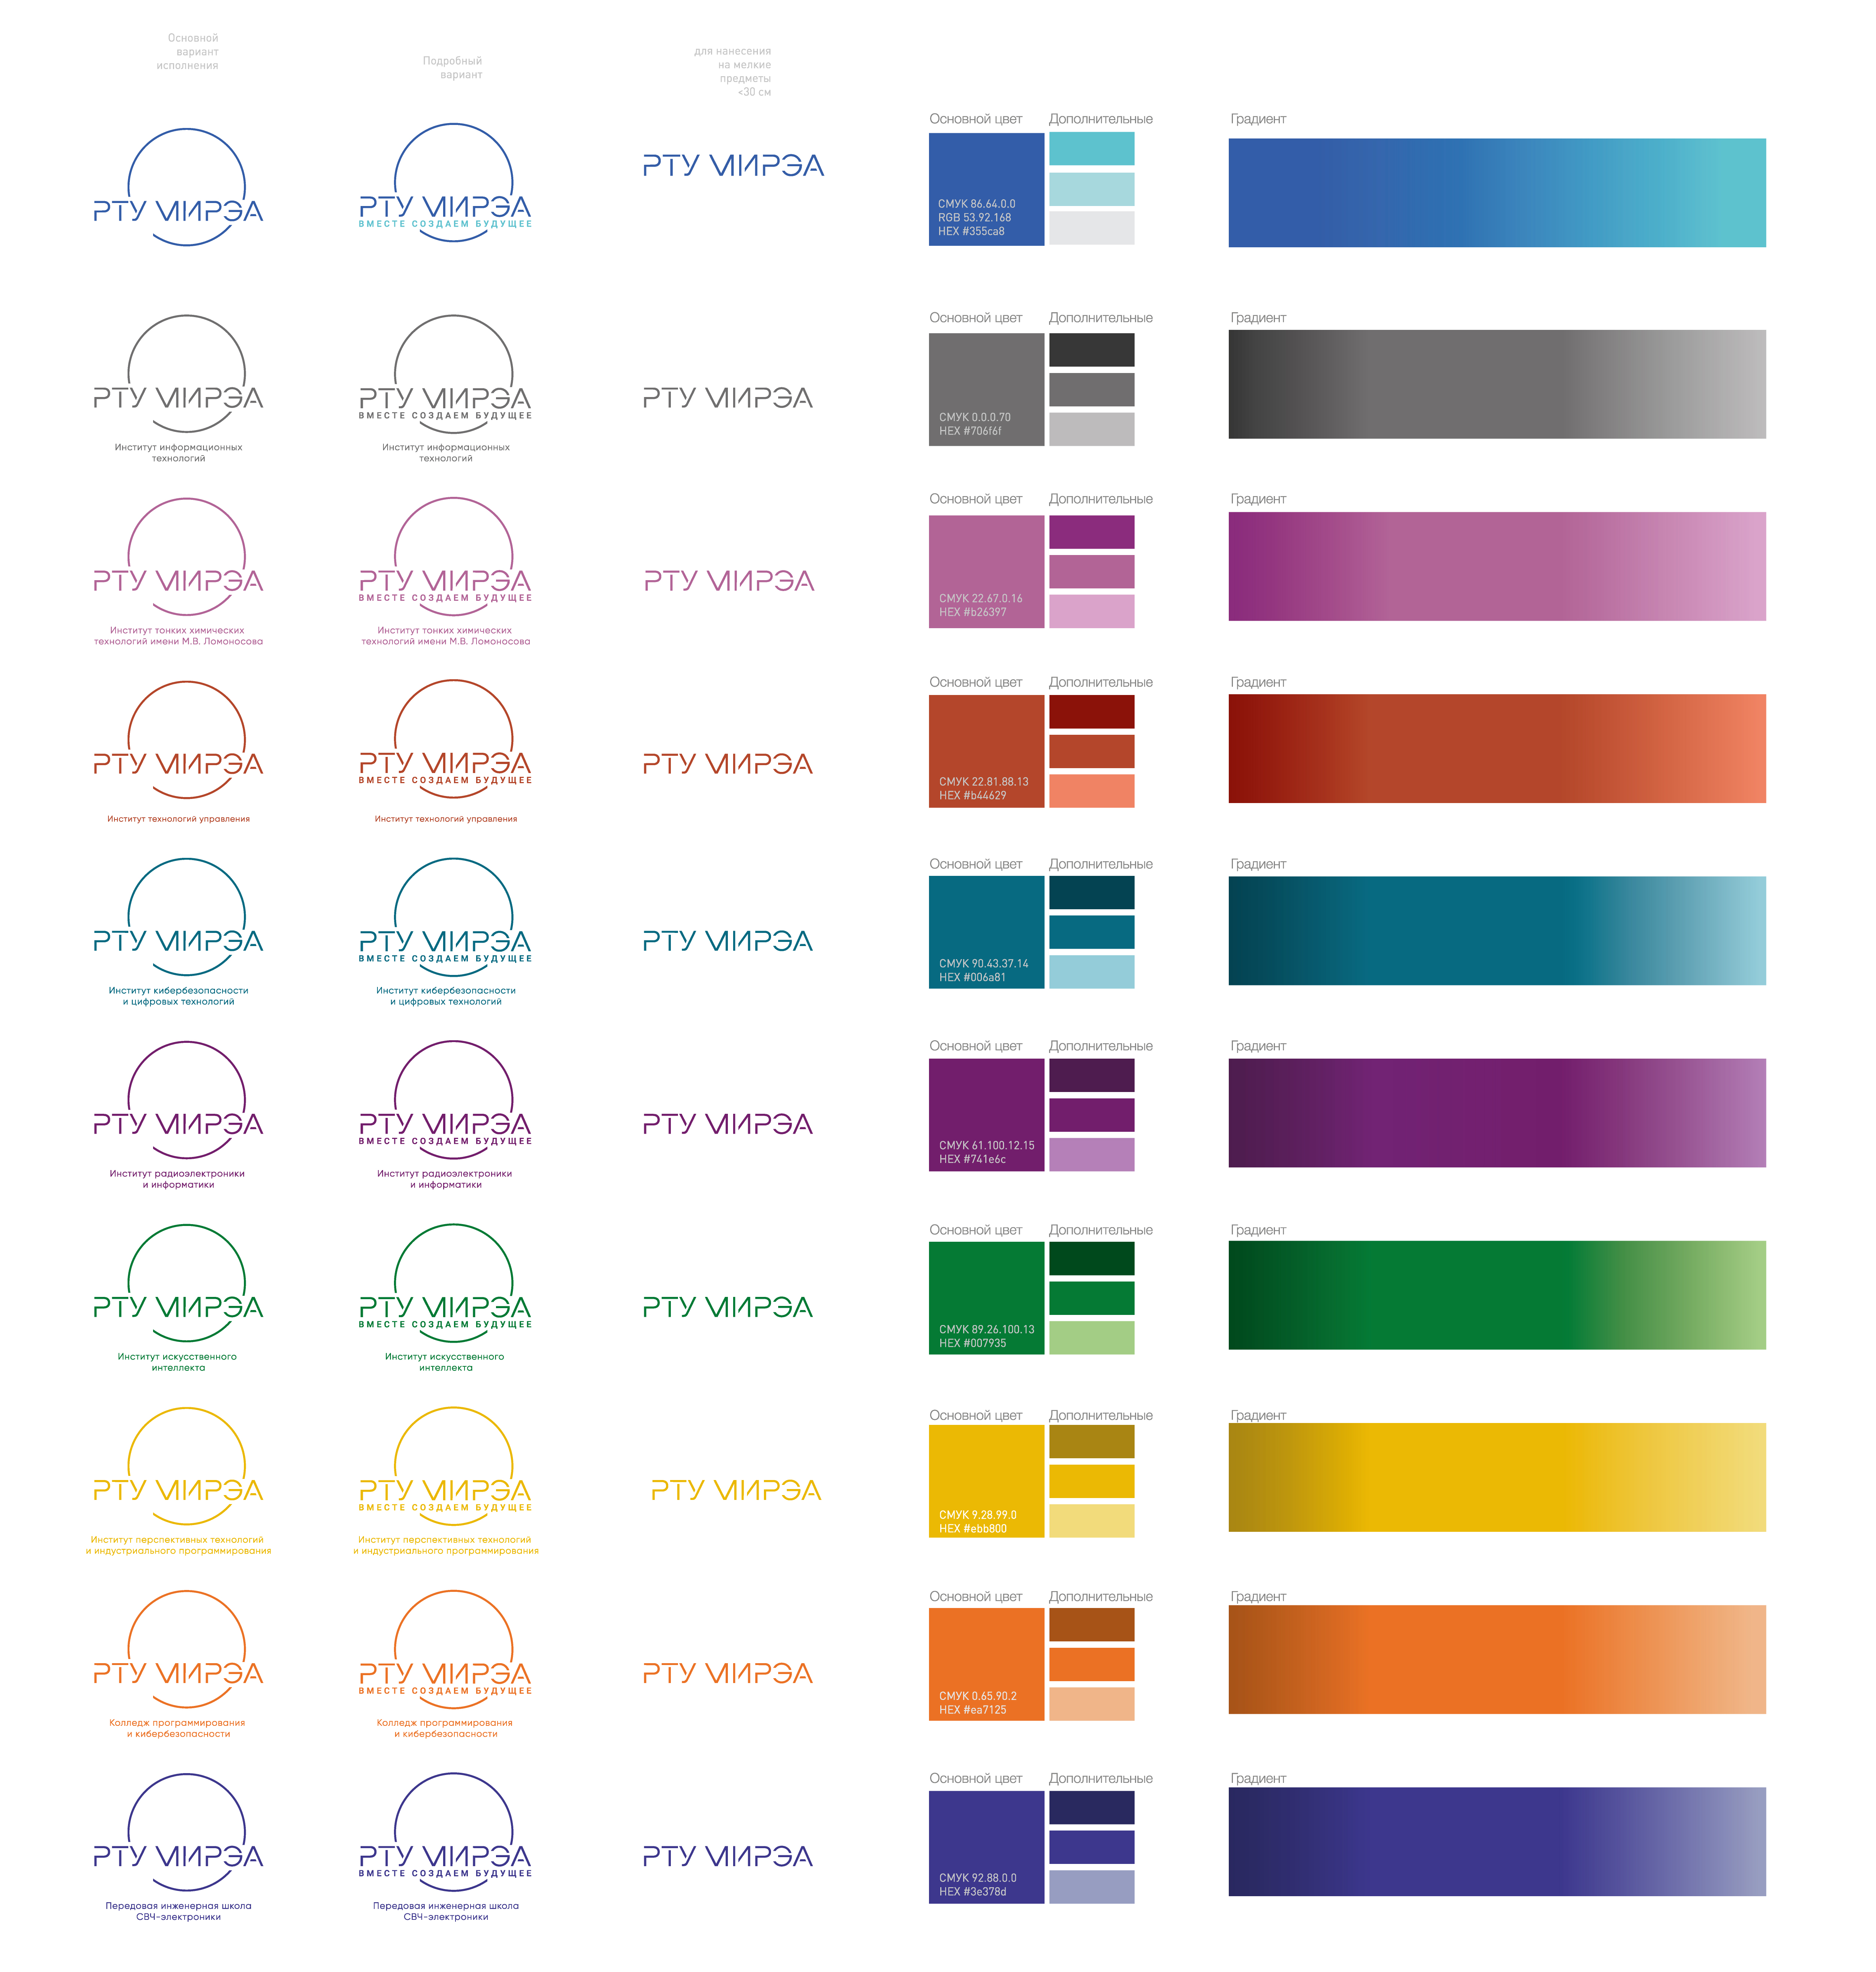 Основной
вариант
исполнения
Подробный
вариант
для нанесения
на мелкие
предметы
<30 см
РТУ МИРЭА
РТУ МИРЭА
ВМЕСТЕ СОЗДАЕМ БУДУЩЕЕ
РТУ МИРЭА
Основной цвет
Дополнительные
Градиент
СМУК 86.64.0.0
RGB 53.92.168
HEX #355ca8
РТУ МИРЭА
Институт информационных
технологий
РТУ МИРЭА
ВМЕСТЕ СОЗДАЕМ БУДУЩЕЕ
Институт информационных
технологий
РТУ МИРЭА
Основной цвет
Дополнительные
Градиент
СМУК 0.0.0.70
HEX #706f6f
РТУ МИРЭА
Институт тонких химических
технологий имени М.В. Ломоносова
РТУ МИРЭА
ВМЕСТЕ СОЗДАЕМ БУДУЩЕЕ
Институт тонких химических
технологий имени М.В. Ломоносова
РТУ МИРЭА
Основной цвет
Дополнительные
Градиент
СМУК 22.67.0.16
HEX #b26397
РТУ МИРЭА
Институт технологий управления
РТУ МИРЭА
ВМЕСТЕ СОЗДАЕМ БУДУЩЕЕ
Институт технологий управления
РТУ МИРЭА
Основной цвет
Дополнительные
Градиент
СМУК 22.81.88.13
HEX #b44629
РТУ МИРЭА
Институт кибербезопасности
и цифровых технологий
РТУ МИРЭА
ВМЕСТЕ СОЗДАЕМ БУДУЩЕЕ
Институт кибербезопасности
и цифровых технологий
РТУ МИРЭА
Основной цвет
Дополнительные
Градиент
СМУК 90.43.37.14
HEX #006a81
РТУ МИРЭА
Институт радиоэлектроники
и информатики
РТУ МИРЭА
ВМЕСТЕ СОЗДАЕМ БУДУЩЕЕ
Институт радиоэлектроники
и информатики
РТУ МИРЭА
Основной цвет
Дополнительные
Градиент
СМУК 61.100.12.15
HEX #741e6c
РТУ МИРЭА
Институт искусственного
интеллекта
РТУ МИРЭА
ВМЕСТЕ СОЗДАЕМ БУДУЩЕЕ
Институт искусственного
интеллекта
РТУ МИРЭА
Основной цвет
Дополнительные
Градиент
СМУК 89.26.100.13
HEX #007935
РТУ МИРЭА
Институт перспективных технологий
и индустриального программирования
РТУ МИРЭА
ВМЕСТЕ СОЗДАЕМ БУДУЩЕЕ
Институт перспективных технологий
и индустриального программирования
РТУ МИРЭА
Основной цвет
Дополнительные
Градиент
СМУК 9.28.99.0
HEX #ebb800
РТУ МИРЭА
Колледж программирования
и кибербезопасности
РТУ МИРЭА
ВМЕСТЕ СОЗДАЕМ БУДУЩЕЕ
Колледж программирования
и кибербезопасности
РТУ МИРЭА
Основной цвет
Дополнительные
Градиент
СМУК 0.65.90.2
HEX #ea7125
РТУ МИРЭА
Передовая инженерная школа
СВЧ-электроники
РТУ МИРЭА
ВМЕСТЕ СОЗДАЕМ БУДУЩЕЕ
Передовая инженерная школа
СВЧ-электроники
РТУ МИРЭА
Основной цвет
Дополнительные
Градиент
СМУК 92.88.0.0
HEX #3e378d